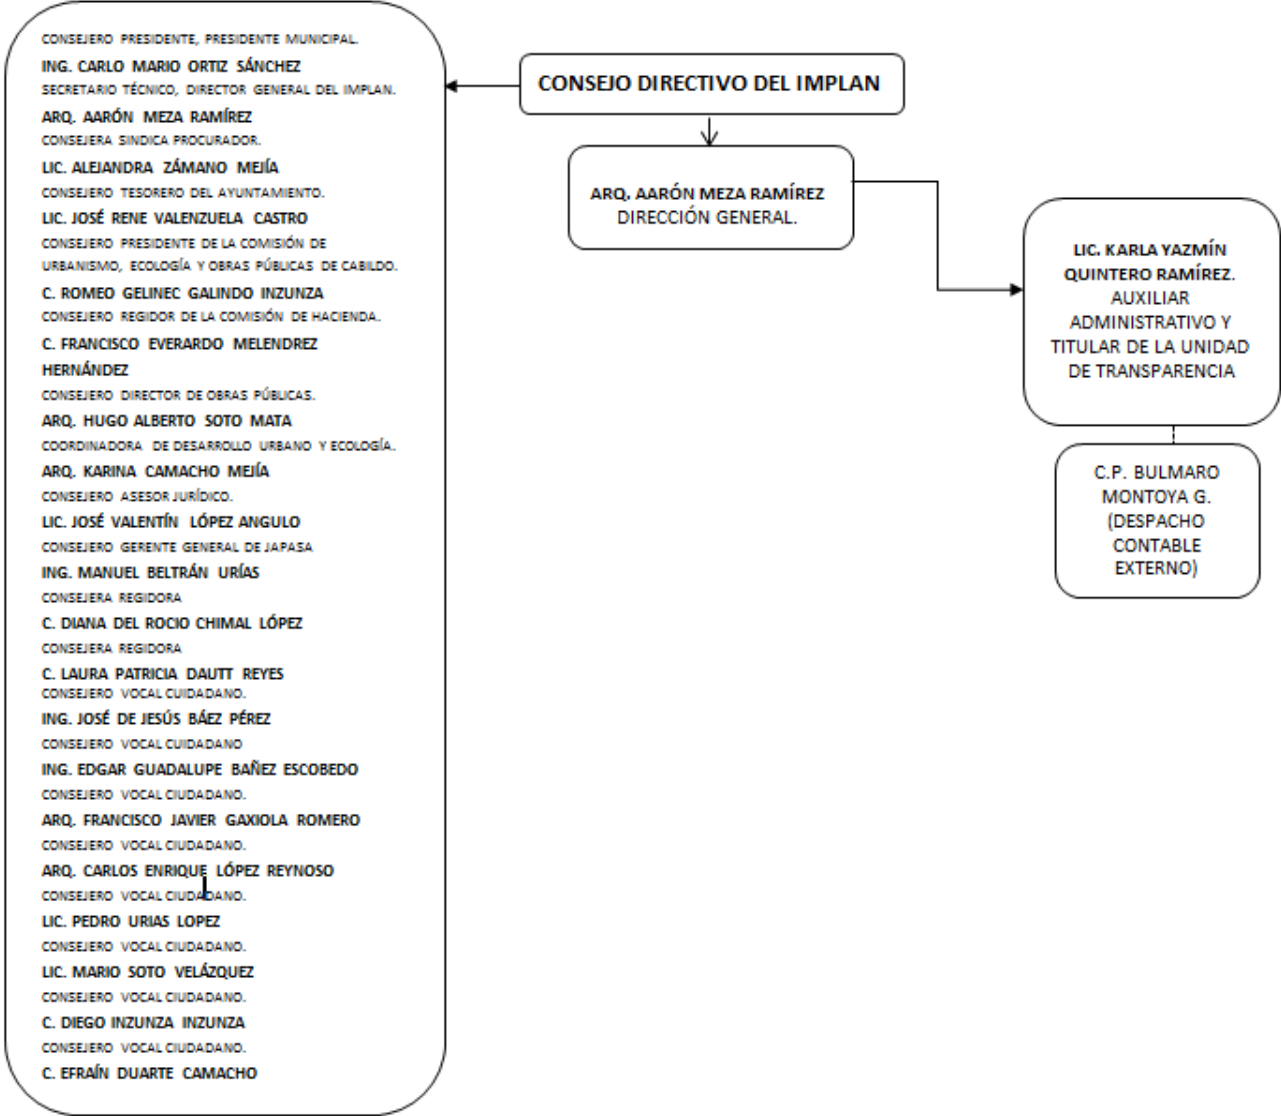 CONSEJERO PRESIDENTE, PRESIDENTE MUNICIPAL.
ING. CARLO MARIO ORTIZ SÁNCHEZ
SECRETARIO TÉCNICO, DIRECTOR GENERAL DEL IMPLAN.
ARQ. AARÓN MEZA RAMÍREZ
CONSEJERA SINDICA PROCURADOR.
LIC. ALEJANDRA ZÁMANO MEJÍA
CONSEJERO TESORERO DEL AYUNTAMIENTO.
LIC. JOSÉ RENE VALENZUELA CASTRO
CONSEJERO PRESIDENTE DE LA COMISIÓN DE
URBANISMO, ECOLOGÍA Y OBRAS PÚBLICAS DE CABILDO.
C. ROMEO GELINEC GALINDO INZUNZA
CONSEJERO REGIDOR DE LA COMISIÓN DE HACIENDA.
C. FRANCISCO EVERARDO MELENDREZ
HERNÁNDEZ
CONSEJERO DIRECTOR DE OBRAS PÚBLICAS.
ARQ. HUGO ALBERTO SOTO MATA
COORDINADORA DE DESARROLLO URBANO Y ECOLOGÍA.
ARQ. KARINA CAMACHO MEJÍA
CONSEJERO ASESOR JURÍDICO.
LIC. JOSÉ VALENTÍN LÓPEZ ANGULO
CONSEJERO GERENTE GENERAL DE JAPASA
ING. MANUEL BELTRÁN URÍAS
CONSEJERA REGIDORA
C. DIANA DEL ROCIO CHIMAL LÓPEZ
CONSEJERA REGIDORA
C. LAURA PATRICIA DAUTT REYES
CONSEJERO VOCAL CUIDADANO.
ING. JOSÉ DE JESÚS BÁEZ PÉREZ
CONSEJERO VOCAL CUIDADANO
ING. EDGAR GUADALUPE BAÑEZ ESCOBEDO
CONSEJERO VOCAL CIUDADANO.
ARQ. FRANCISCO JAVIER GAXIOLA ROMERO
CONSEJERO VOCAL CIUDADANO.
ARQ. CARLOS ENRIQUE LÓPEZ REYNOSO
CONSEJERO VOCAL CIUDADANO.
LIC. PEDRO URIAS LOPEZ
CONSEJERO VOCAL CIUDADANO.
LIC. MARIO SOTO VELÁZQUEZ
CONSEJERO VOCAL CIUDADANO.
C. DIEGO INZUNZA INZUNZA
CONSEJERO VOCAL CIUDADANO.
C. EFRAÍN DUARTE CAMACHO
CONSEJO DIRECTIVO DEL IMPLAN
ARQ. AARÓN MEZA RAMÍREZ
DIRECCIÓN GENERAL.
LIC. KARLA YAZMÍN
QUINTERO RAMÍREZ.
AUXILIAR
ADMINISTRATIVO Y
TITULAR DE LA UNIDAD
DE TRANSPARENCIA
C.P. BULMARO
MONTOYA G.
(DESPACHO
CONTABLE
EXTERNO)